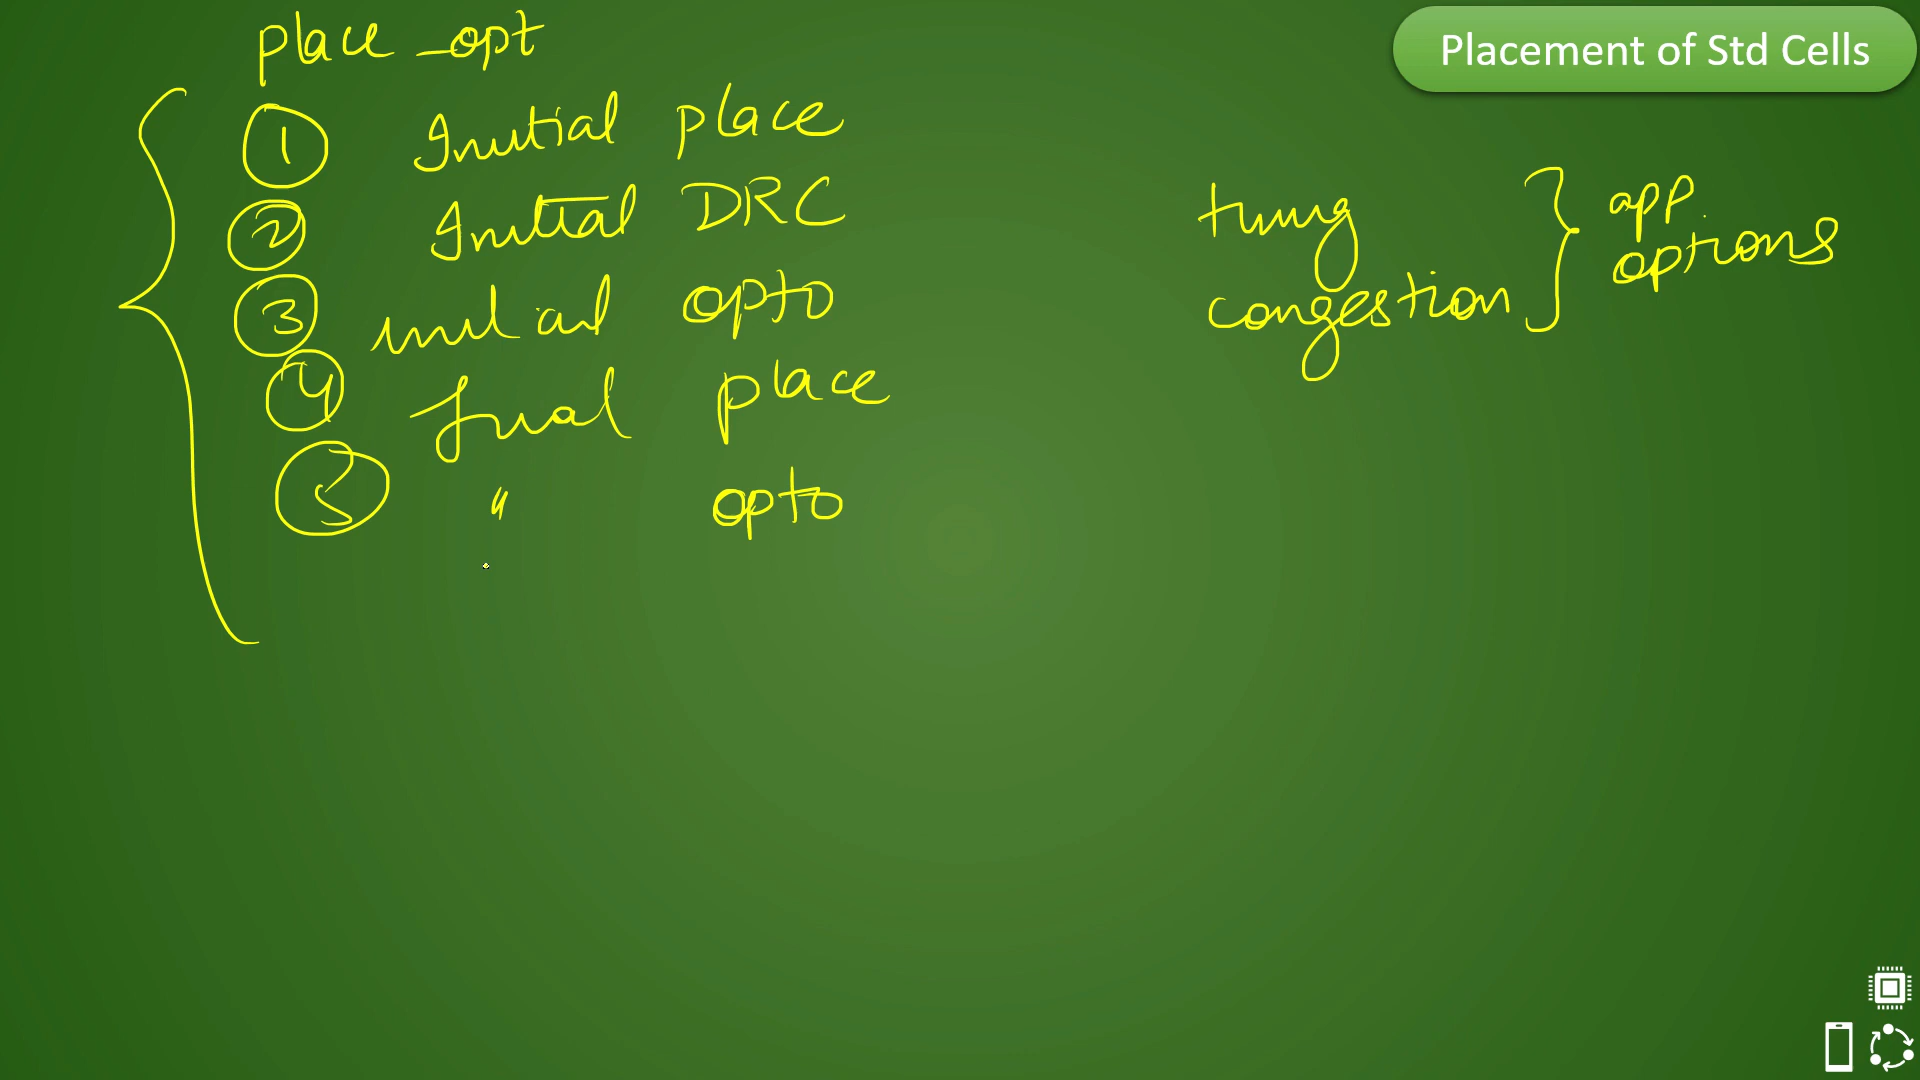 place_opt
Placement of Std Cells
1 Initial place
2 Initial DRC
3 initial opto
4 final place
5 " opto
timing
congestion
app.
options